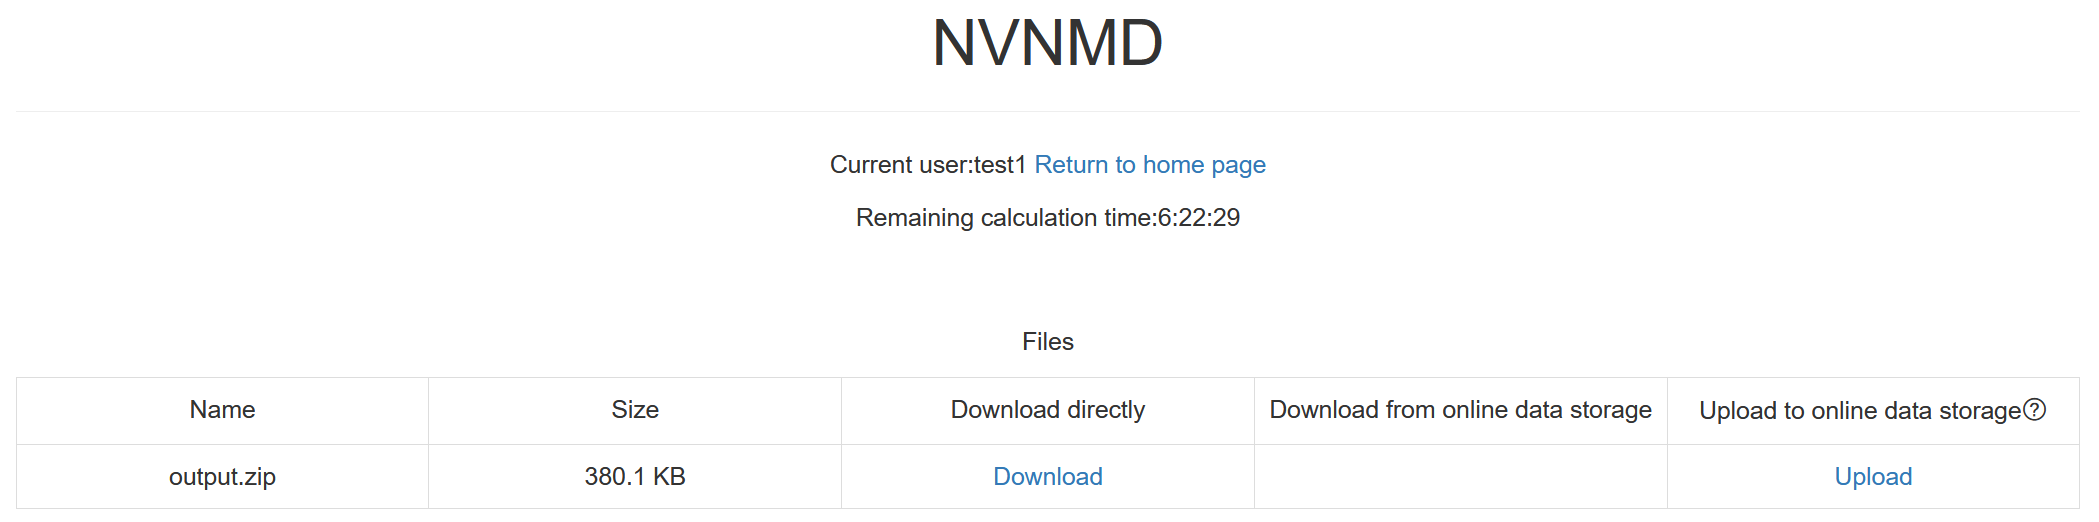 NVNMD
Current user:test1 Return to home page
Remaining calculation time:6:22:29
Files
Name Size Download directly Download from online data storage Upload to online data storage?
output.zip 380.1 KB Download Upload